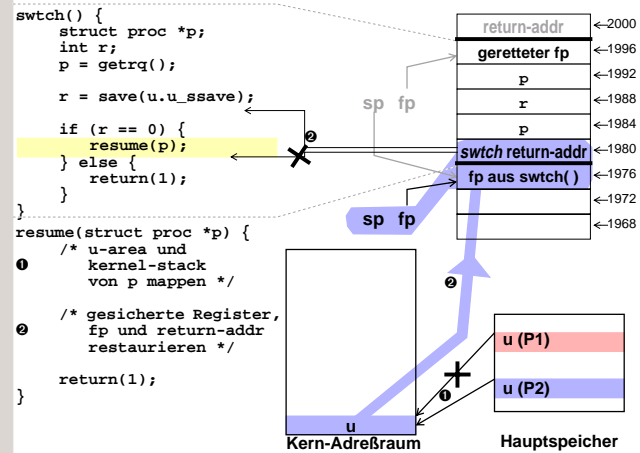 swtch() {
struct proc *p;
int r;
p = getrq();
r = save(u.u_ssave);
if (r == 0) {
resume(p);
} else {
return(1);
}
}
resume(struct proc *p) {
/* u-area und
❶ kernel-stack
von p mappen */
/* gesicherte Register,
❷ fp und return-addr
restaurieren */
return(1);
}
return-addr
geretteter fp
p
r
p
swtch return-addr
fp aus swtch( )
2000
1996
1992
1988
1984
1980
1976
1972
1968
sp fp
❷
sp fp
❷
❶
u
Kern-Adreßraum
u (P1)
u (P2)
Hauptspeicher